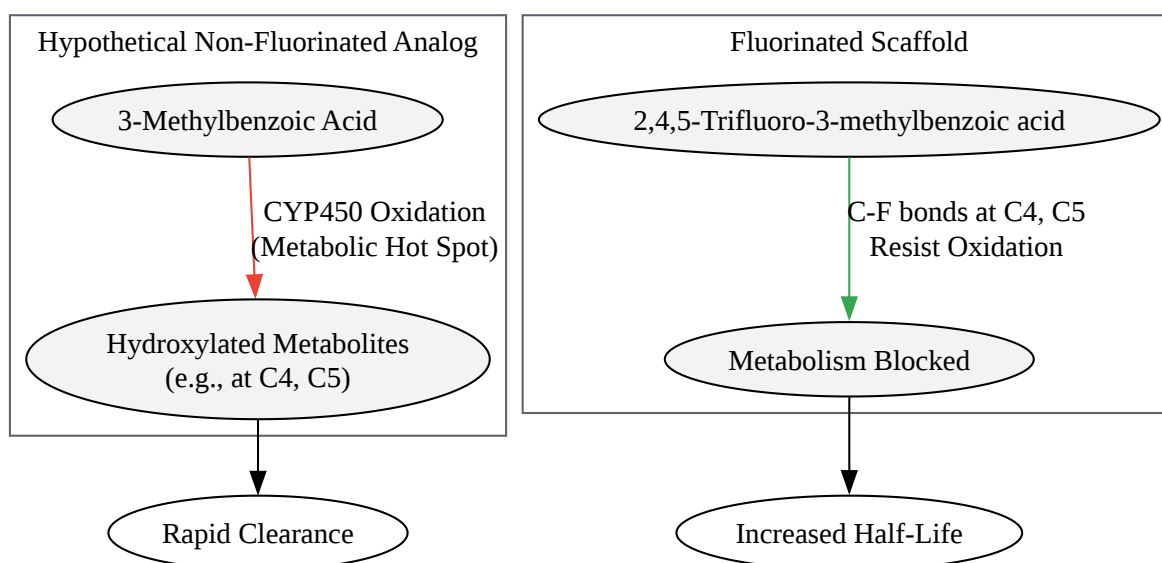 Hypothetical Non-Fluorinated Analog
3-Methylbenzoic Acid
CYP450 Oxidation
(Metabolic Hot Spot)
Hydroxylated Metabolites
(e.g., at C4, C5)
Rapid Clearance
Fluorinated Scaffold
2,4,5-Trifluoro-3-methylbenzoic acid
C-F bonds at C4, C5
Resist Oxidation
Metabolism Blocked
Increased Half-Life